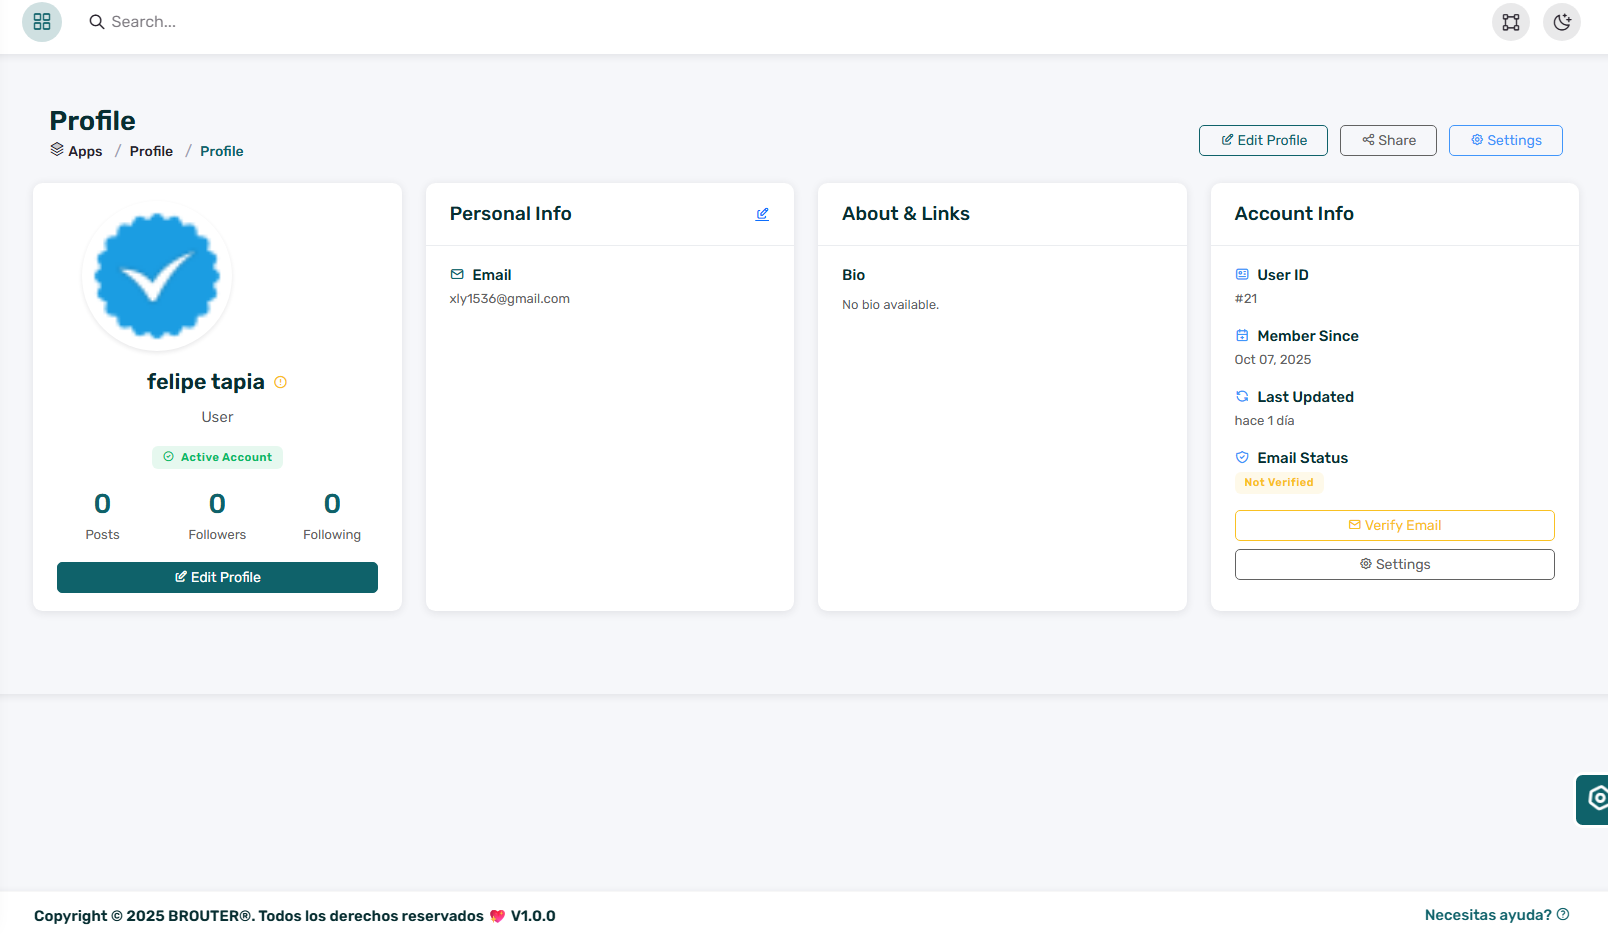 Search...
Profile
Apps / Profile / Profile
Edit Profile
Share
Settings
felipe tapia
User
Active Account
0
0
0
Posts
Followers
Following
Edit Profile
Personal Info
Email
xly1536@gmail.com
About & Links
Bio
No bio available.
Account Info
User ID
#21
Member Since
Oct 07, 2025
Last Updated
hace 1 día
Email Status
Not Verified
Verify Email
Settings
Copyright © 2025 BROUTER®. Todos los derechos reservados 💖 V1.0.0
Necesitas ayuda?